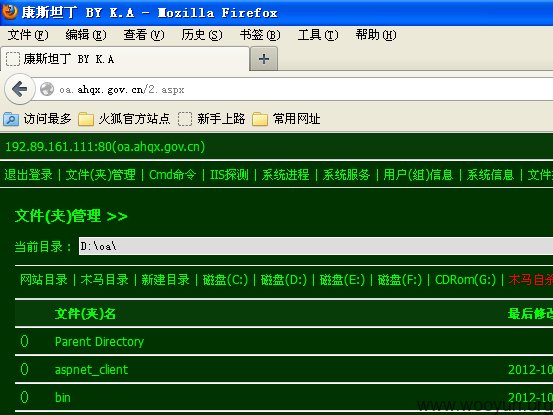 康斯坦丁 BY K.A - Mozilla Firefox
文件(F) 编辑(E) 查看(V) 历史(S) 书签(B) 工具(T) 帮助(H)
康斯坦丁 BY K.A
oa.ahqx.gov.cn/2.aspx
访问最多 火狐官方站点 新手上路 常用网址
192.89.161.111:80(oa.ahqx.gov.cn)
退出登录 | 文件(夹)管理 | Cmd命令 | IIS探测 | 系统进程 | 系统服务 | 用户(组)信息 | 系统信息 | 文件
文件(夹)管理 >>
当前目录 : D:\oa\
网站目录 | 木马目录 | 新建目录 | 磁盘(C:) | 磁盘(D:) | 磁盘(E:) | 磁盘(F:) | CDRom(G:) | 木马自杀
文件(夹)名 最后修改
() Parent Directory
() aspnet_client 2012-10
() bin 2012-10